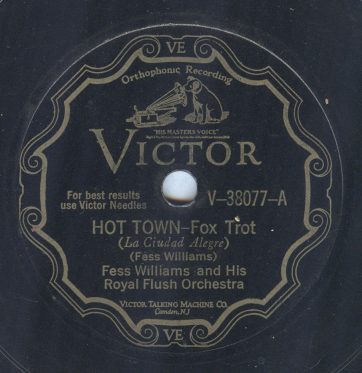 VE
Orthophonic Recording
"HIS MASTER'S VOICE"
VICTOR
For best results
use Victor Needles
V-38077-A
HOT TOWN-Fox Trot
(La Ciudad Alegre)
(Fess Williams)
Fess Williams and His
Royal Flush Orchestra
VICTOR TALKING MACHINE CO.
Camden, N.J.
VE